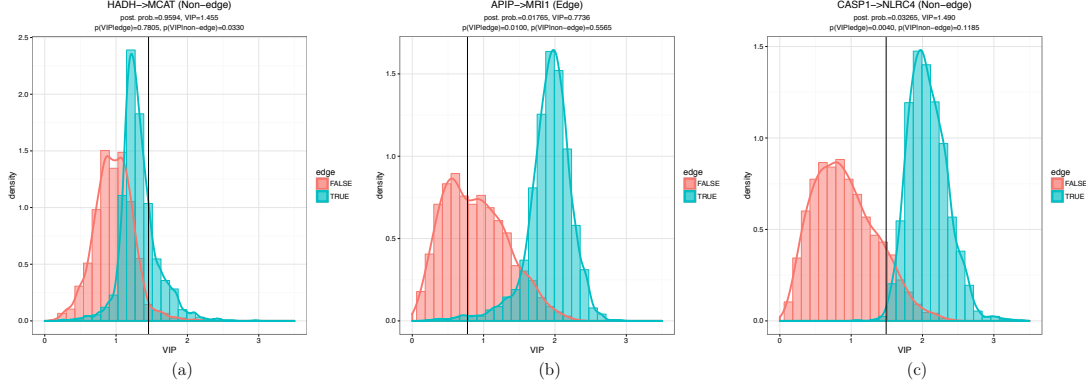 HADH->MCAT (Non-edge)
post. prob.=0.9594, VIP=1.455
p(VIP|edge)=0.7805, p(VIP|non-edge)=0.0330
2.5
2.0
1.5
1.0
0.5
0.0
density
0 1 2 3
VIP
edge
FALSE
TRUE
(a)
APIP->MRI1 (Edge)
post. prob.=0.01765, VIP=0.7736
p(VIP|edge)=0.0100, p(VIP|non-edge)=0.5565
1.5
1.0
0.5
0.0
density
0 1 2 3
VIP
edge
FALSE
TRUE
(b)
CASP1->NLRC4 (Non-edge)
post. prob.=0.03265, VIP=1.490
p(VIP|edge)=0.0040, p(VIP|non-edge)=0.1185
1.5
1.0
0.5
0.0
density
0 1 2 3
VIP
edge
FALSE
TRUE
(c)